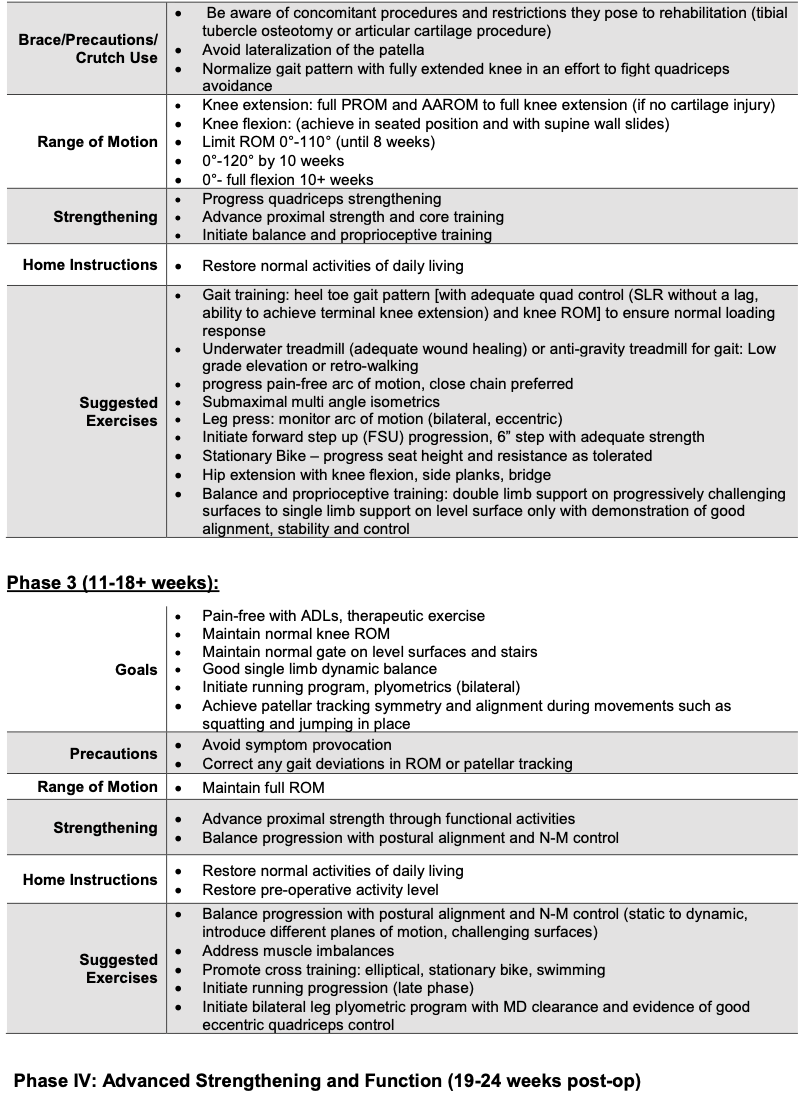 Brace/Precautions/
Crutch Use
• Be aware of concomitant procedures and restrictions they pose to rehabilitation (tibial
tubercle osteotomy or articular cartilage procedure)
• Avoid lateralization of the patella
• Normalize gait pattern with fully extended knee in an effort to fight quadriceps
avoidance
Range of Motion
• Knee extension: full PROM and AAROM to full knee extension (if no cartilage injury)
• Knee flexion: (achieve in seated position and with supine wall slides)
• Limit ROM 0°-110° (until 8 weeks)
• 0°-120° by 10 weeks
• 0°- full flexion 10+ weeks
Strengthening
• Progress quadriceps strengthening
• Advance proximal strength and core training
• Initiate balance and proprioceptive training
Home Instructions
• Restore normal activities of daily living
Suggested
Exercises
• Gait training: heel toe gait pattern [with adequate quad control (SLR without a lag,
ability to achieve terminal knee extension) and knee ROM] to ensure normal loading
response
• Underwater treadmill (adequate wound healing) or anti-gravity treadmill for gait: Low
grade elevation or retro-walking
• progress pain-free arc of motion, close chain preferred
• Submaximal multi angle isometrics
• Leg press: monitor arc of motion (bilateral, eccentric)
• Initiate forward step up (FSU) progression, 6” step with adequate strength
• Stationary Bike – progress seat height and resistance as tolerated
• Hip extension with knee flexion, side planks, bridge
• Balance and proprioceptive training: double limb support on progressively challenging
surfaces to single limb support on level surface only with demonstration of good
alignment, stability and control
Phase 3 (11-18+ weeks):
Goals
• Pain-free with ADLs, therapeutic exercise
• Maintain normal knee ROM
• Maintain normal gate on level surfaces and stairs
• Good single limb dynamic balance
• Initiate running program, plyometrics (bilateral)
• Achieve patellar tracking symmetry and alignment during movements such as
squatting and jumping in place
Precautions
• Avoid symptom provocation
• Correct any gait deviations in ROM or patellar tracking
Range of Motion
• Maintain full ROM
Strengthening
• Advance proximal strength through functional activities
• Balance progression with postural alignment and N-M control
Home Instructions
• Restore normal activities of daily living
• Restore pre-operative activity level
Suggested
Exercises
• Balance progression with postural alignment and N-M control (static to dynamic,
introduce different planes of motion, challenging surfaces)
• Address muscle imbalances
• Promote cross training: elliptical, stationary bike, swimming
• Initiate running progression (late phase)
• Initiate bilateral leg plyometric program with MD clearance and evidence of good
eccentric quadriceps control
Phase IV: Advanced Strengthening and Function (19-24 weeks post-op)